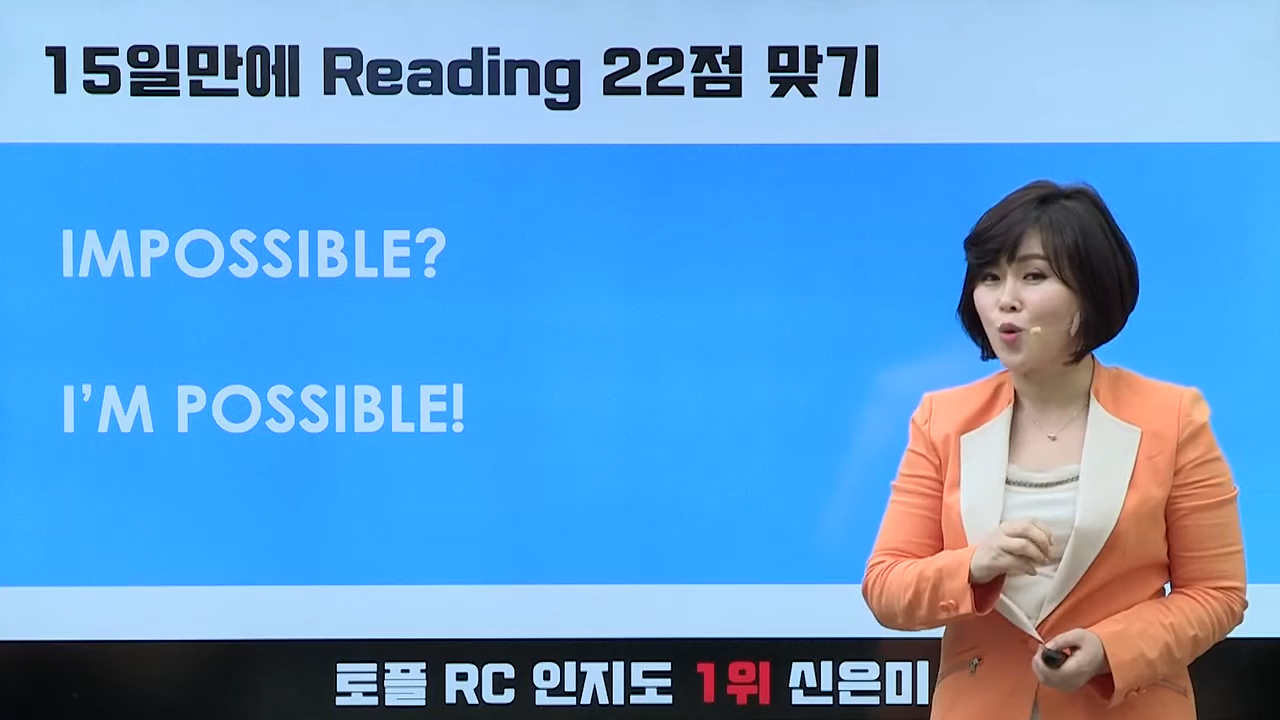 15일만에 Reading 22점 맞기
IMPOSSIBLE?
I'M POSSIBLE!
토플 RC 인지도 1위 신은미